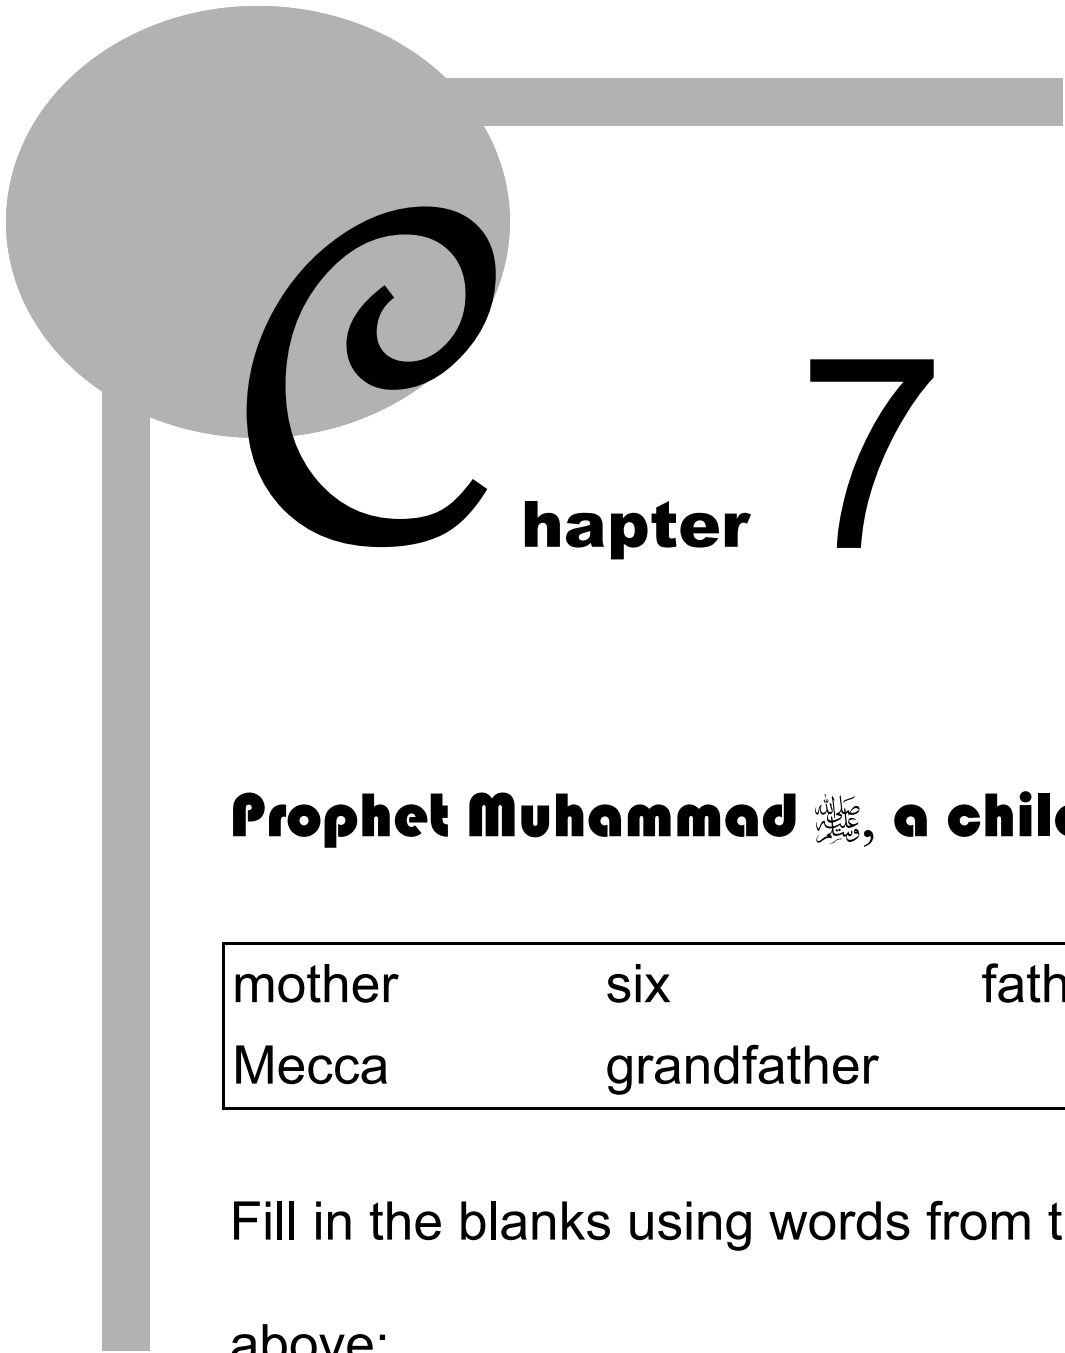 Chapter 7
Prophet Muhammad ﷺ, a chil
mother six fath
Mecca grandfather
Fill in the blanks using words from t
above: